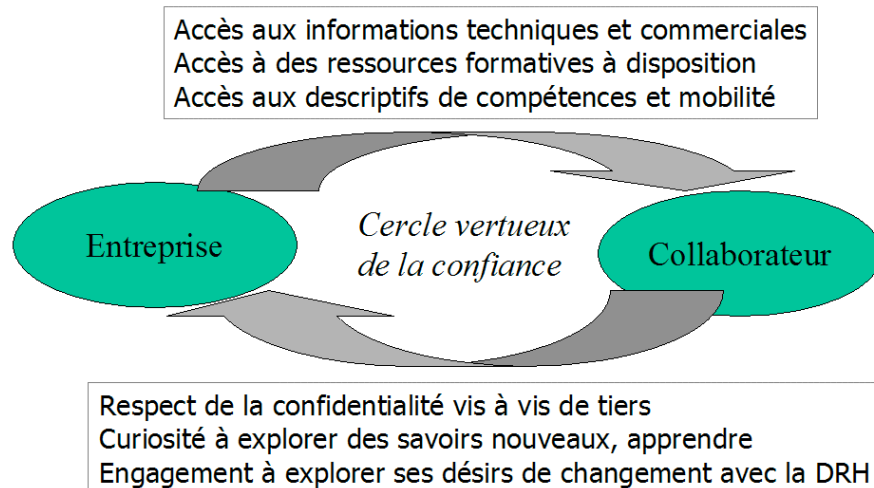 Accès aux informations techniques et commerciales
Accès à des ressources formatives à disposition
Accès aux descriptifs de compétences et mobilité
Entreprise
Cercle vertueux
de la confiance
Collaborateur
Respect de la confidentialité vis à vis de tiers
Curiosité à explorer des savoirs nouveaux, apprendre
Engagement à explorer ses désirs de changement avec la DRH